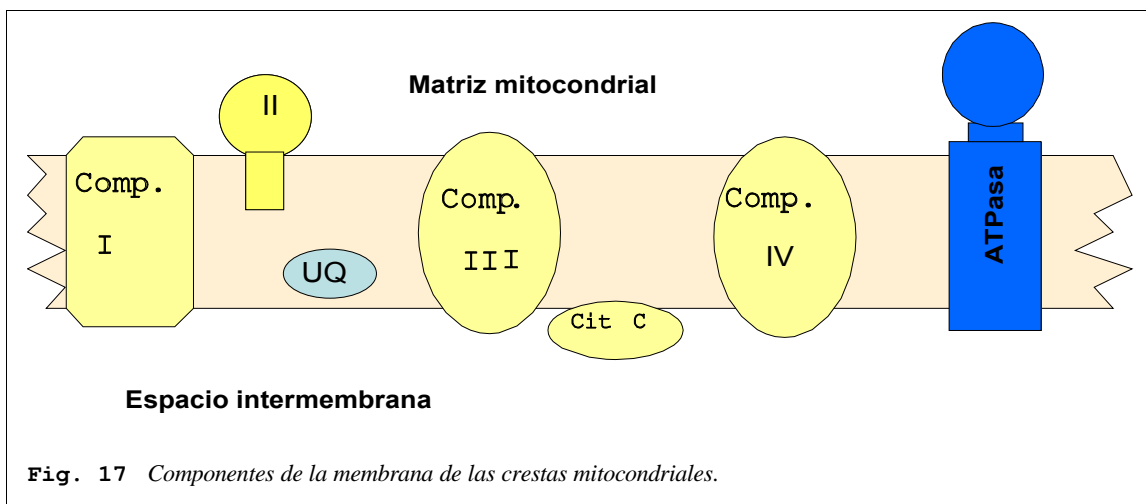 Matriz mitocondrial
II
Comp.
I
UQ
Comp.
III
Cit C
Comp.
IV
ATPasa
Espacio intermembrana
Fig. 17 Componentes de la membrana de las crestas mitocondriales.